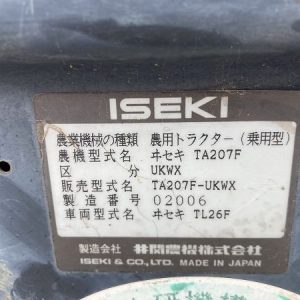 ISEKI
農業機械の種類 農用トラクター(乗用型)
農機型式名 ヰセキ TA207F
区分 UKWX
販売型式名 TA207F-UKWX
製造番号 02006
車両型式名 ヰセキ TL26F
製造会社 井関農機株式会社
ISEKI & CO., LTD. MADE IN JAPAN